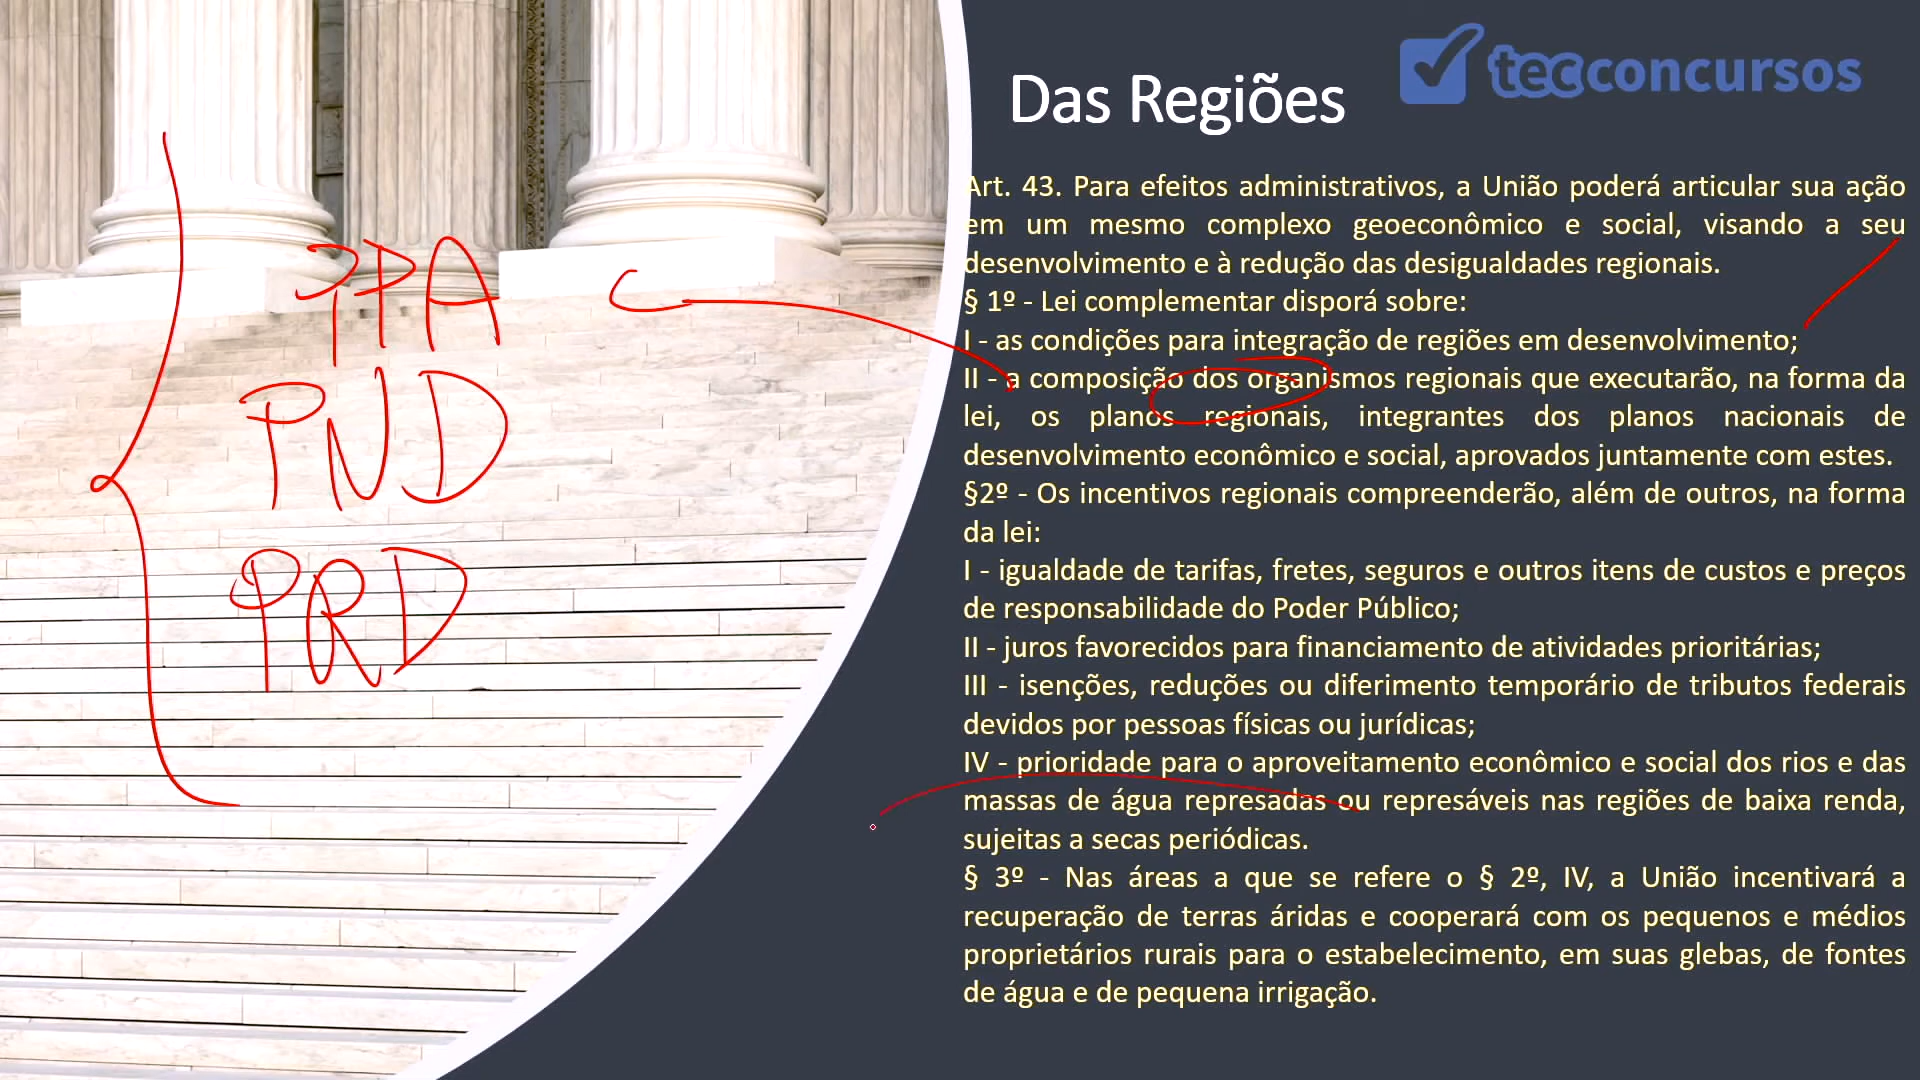 tecconcursos
Das Regiões
Art. 43. Para efeitos administrativos, a União poderá articular sua ação
em um mesmo complexo geoeconômico e social, visando a seu
desenvolvimento e à redução das desigualdades regionais.
§ 1º - Lei complementar disporá sobre:
I - as condições para integração de regiões em desenvolvimento;
II - a composição dos organismos regionais que executarão, na forma da
lei, os planos regionais, integrantes dos planos nacionais de
desenvolvimento econômico e social, aprovados juntamente com estes.
§2º - Os incentivos regionais compreenderão, além de outros, na forma
da lei:
I - igualdade de tarifas, fretes, seguros e outros itens de custos e preços
de responsabilidade do Poder Público;
II - juros favorecidos para financiamento de atividades prioritárias;
III - isenções, reduções ou diferimento temporário de tributos federais
devidos por pessoas físicas ou jurídicas;
IV - prioridade para o aproveitamento econômico e social dos rios e das
massas de água represadas ou represáveis nas regiões de baixa renda,
sujeitas a secas periódicas.
§ 3º - Nas áreas a que se refere o § 2º, IV, a União incentivará a
recuperação de terras áridas e cooperará com os pequenos e médios
proprietários rurais para o estabelecimento, em suas glebas, de fontes
de água e de pequena irrigação.
PPA
PND
PRD